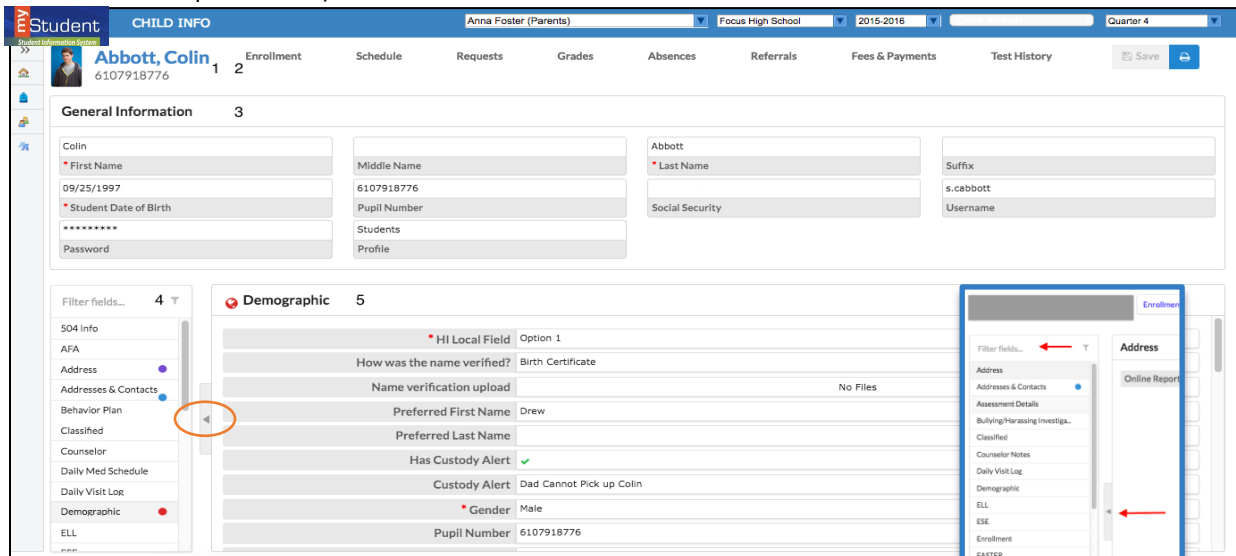 myStudent
Student Information System
CHILD INFO
Anna Foster (Parents)
Focus High School
2015-2016
Quarter 4
Abbott, Colin
6107918776
1 2
Enrollment Schedule Requests Grades Absences Referrals Fees & Payments Test History
Save
General Information 3
Colin Abbott
* First Name Middle Name * Last Name Suffix
09/25/1997 6107918776 s.cabbott
* Student Date of Birth Pupil Number Social Security Username
********* Students
Password Profile
Filter fields... 4
504 Info
AFA
Address
Addresses & Contacts
Behavior Plan
Classified
Counselor
Daily Med Schedule
Daily Visit Log
Demographic
ELL
Demographic 5
* HI Local Field Option 1
How was the name verified? Birth Certificate
Name verification upload No Files
Preferred First Name Drew
Preferred Last Name
Has Custody Alert
Custody Alert Dad Cannot Pick up Colin
* Gender Male
Pupil Number 6107918776
Enrollmen
Filter fields...
Address
Addresses & Contacts
Assessment Details
Bullying/Harassing Investiga...
Classified
Counselor Notes
Daily Visit Log
Demographic
ELL
ESE
Enrollment
FASTER
Address
Online Report